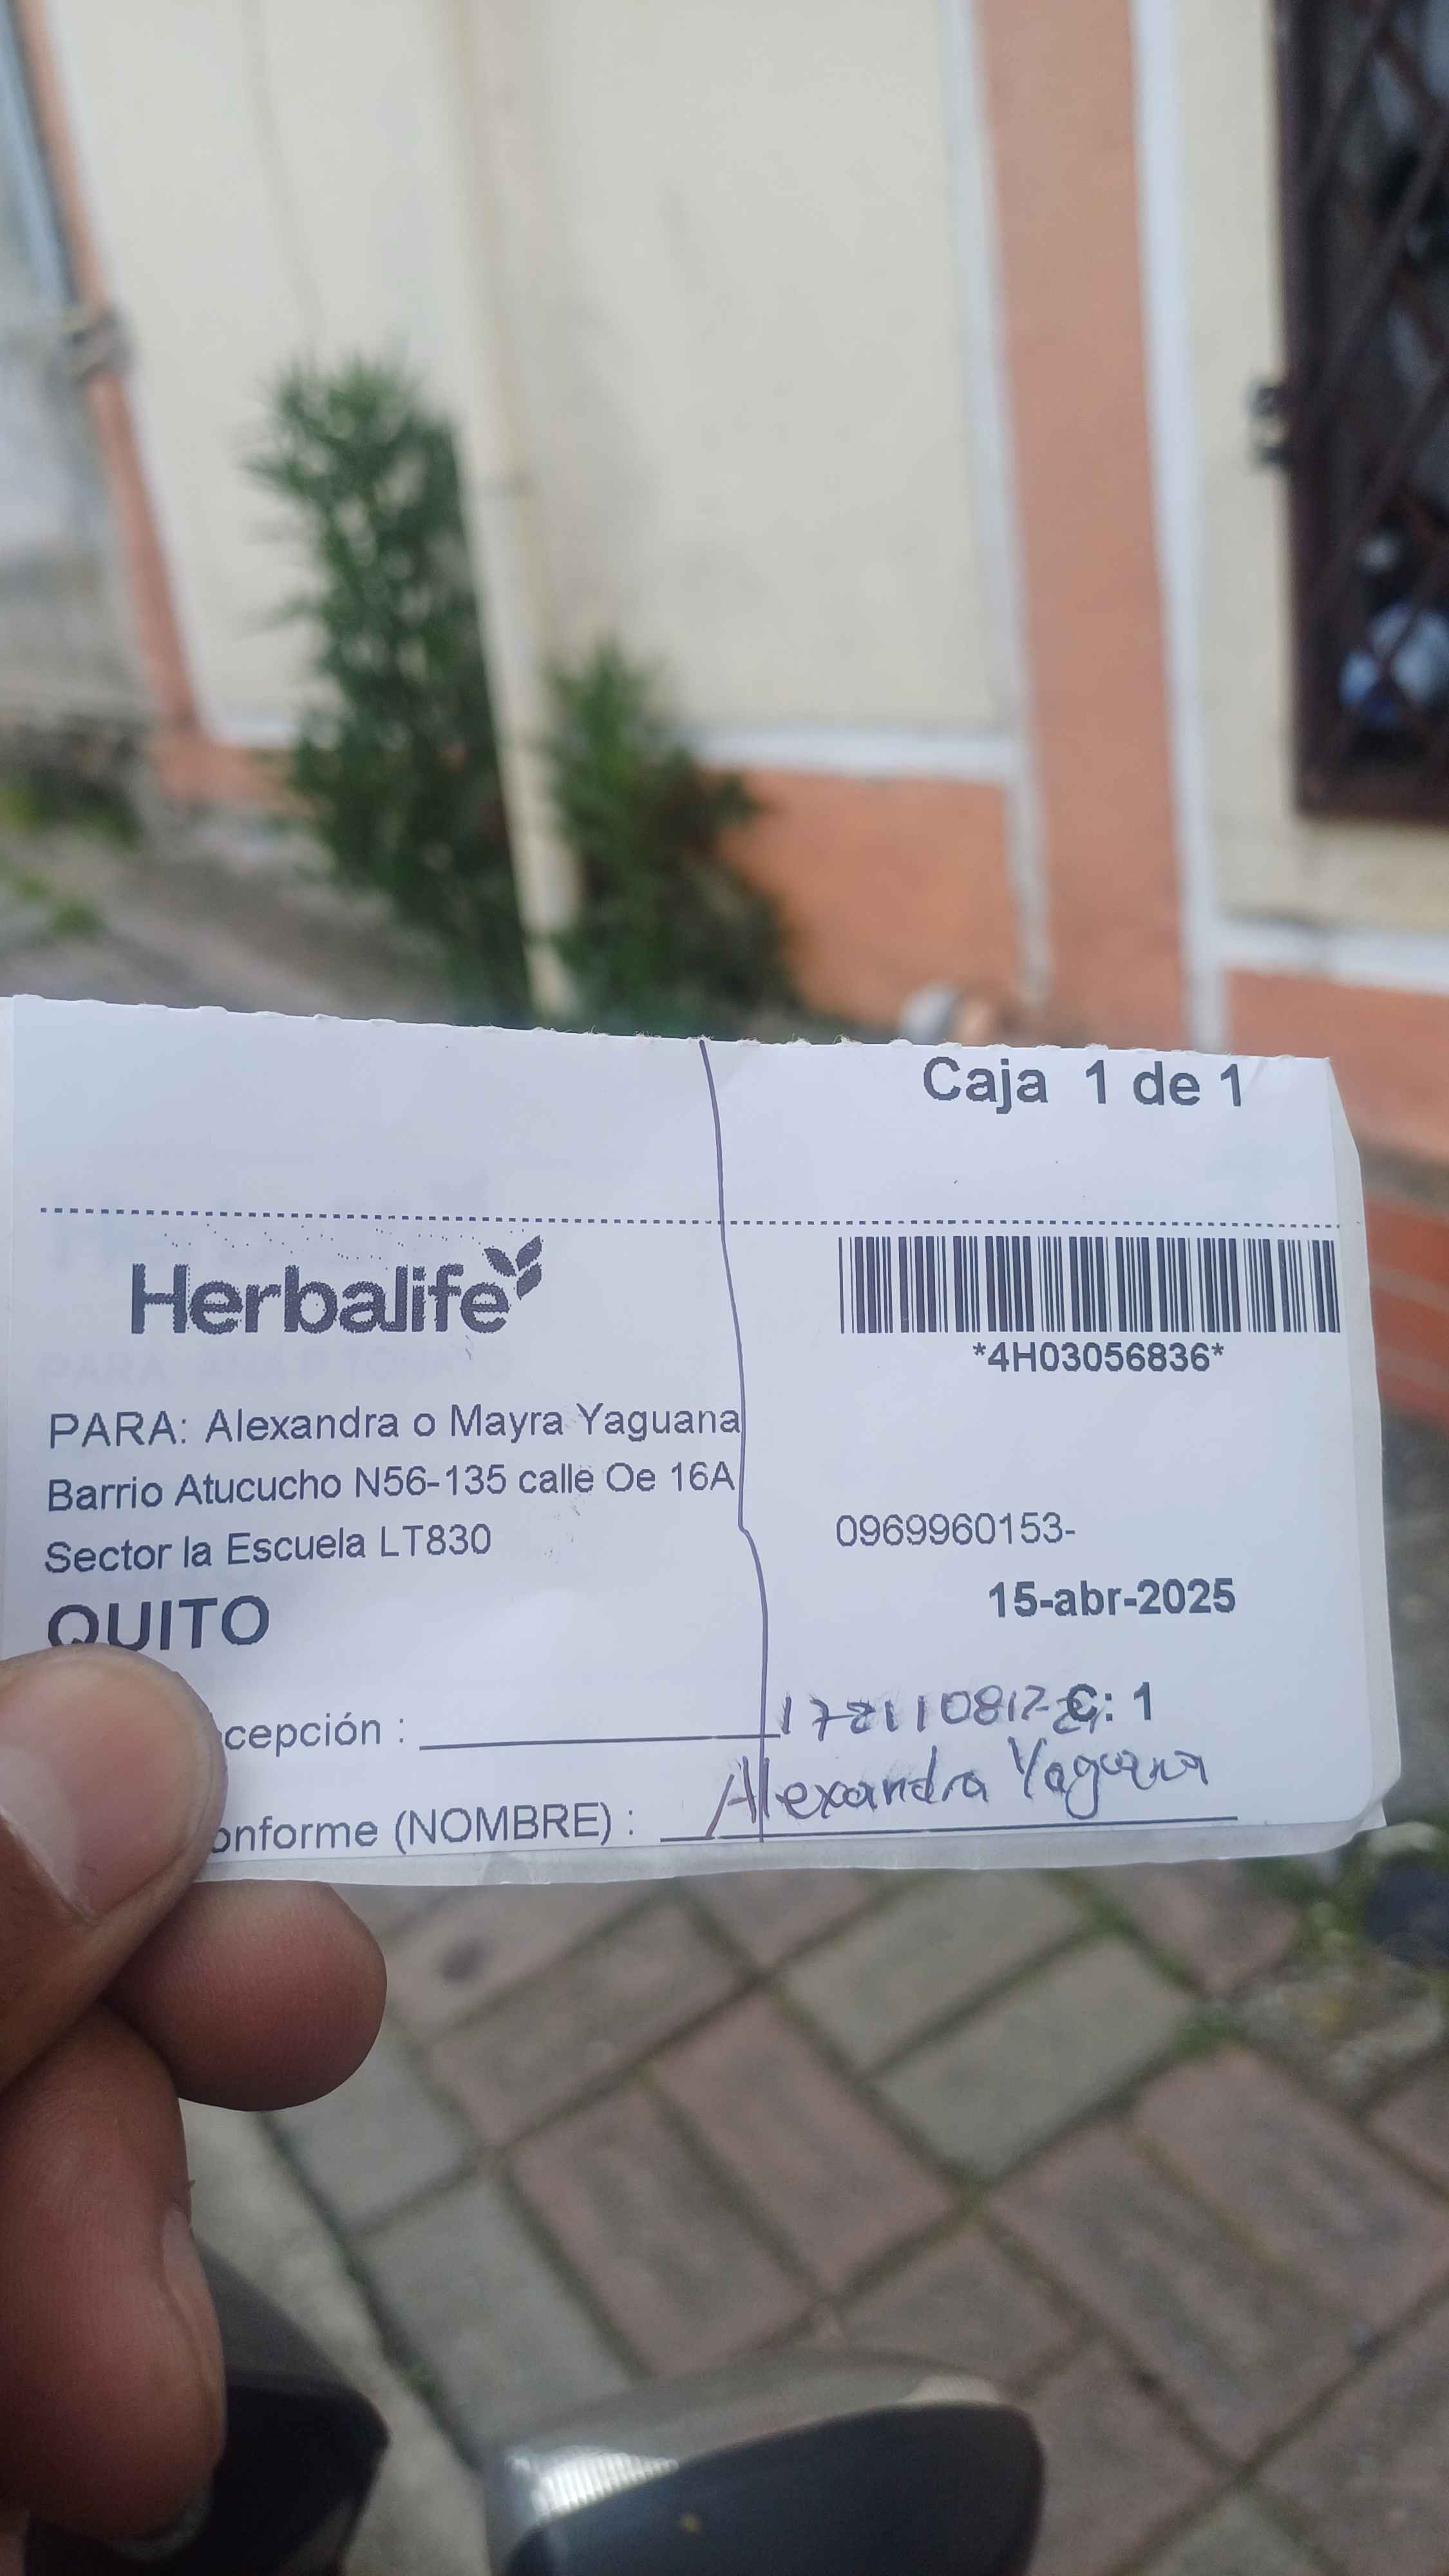 Caja 1 de 1
Herbalife
*4H03056836*
PARA: Alexandra o Mayra Yaguana
Barrio Atucucho N56-135 calle Oe 16A
Sector la Escuela LT830
0969960153-
QUITO
15-abr-2025
cepción :
C: 1
onforme (NOMBRE) : Alexandra Yaguana